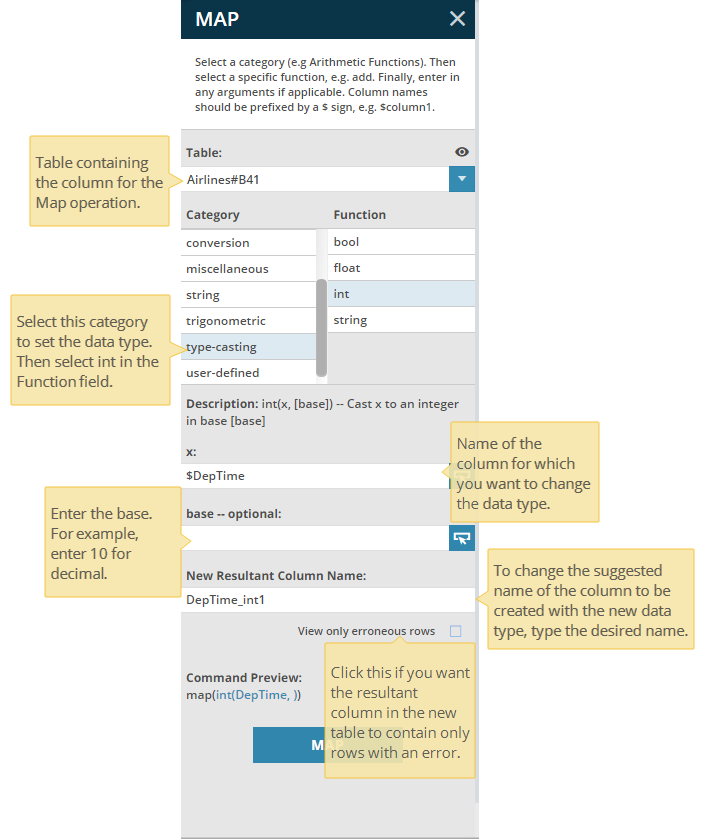 MAP
Select a category (e.g Arithmetic Functions). Then
select a specific function, e.g. add. Finally, enter in
any arguments if applicable. Column names
should be prefixed by a $ sign, e.g. $column1.
Table:
Table containing
the column for the
Map operation.
Airlines#B41
Category
Function
conversion
bool
miscellaneous
float
string
int
trigonometric
string
type-casting
user-defined
Select this category
to set the data type.
Then select int in the
Function field.
Description: int(x, [base]) -- Cast x to an integer
in base [base]
x:
$DepTime
Name of the
column for which
you want to change
the data type.
Enter the base.
For example,
enter 10 for
decimal.
base -- optional:
New Resultant Column Name:
DepTime_int1
To change the suggested
name of the column to be
created with the new data
type, type the desired name.
View only erroneous rows
Command Preview:
map(int(DepTime, ))
Click this if you want
the resultant
column in the new
table to contain only
rows with an error.
MAP